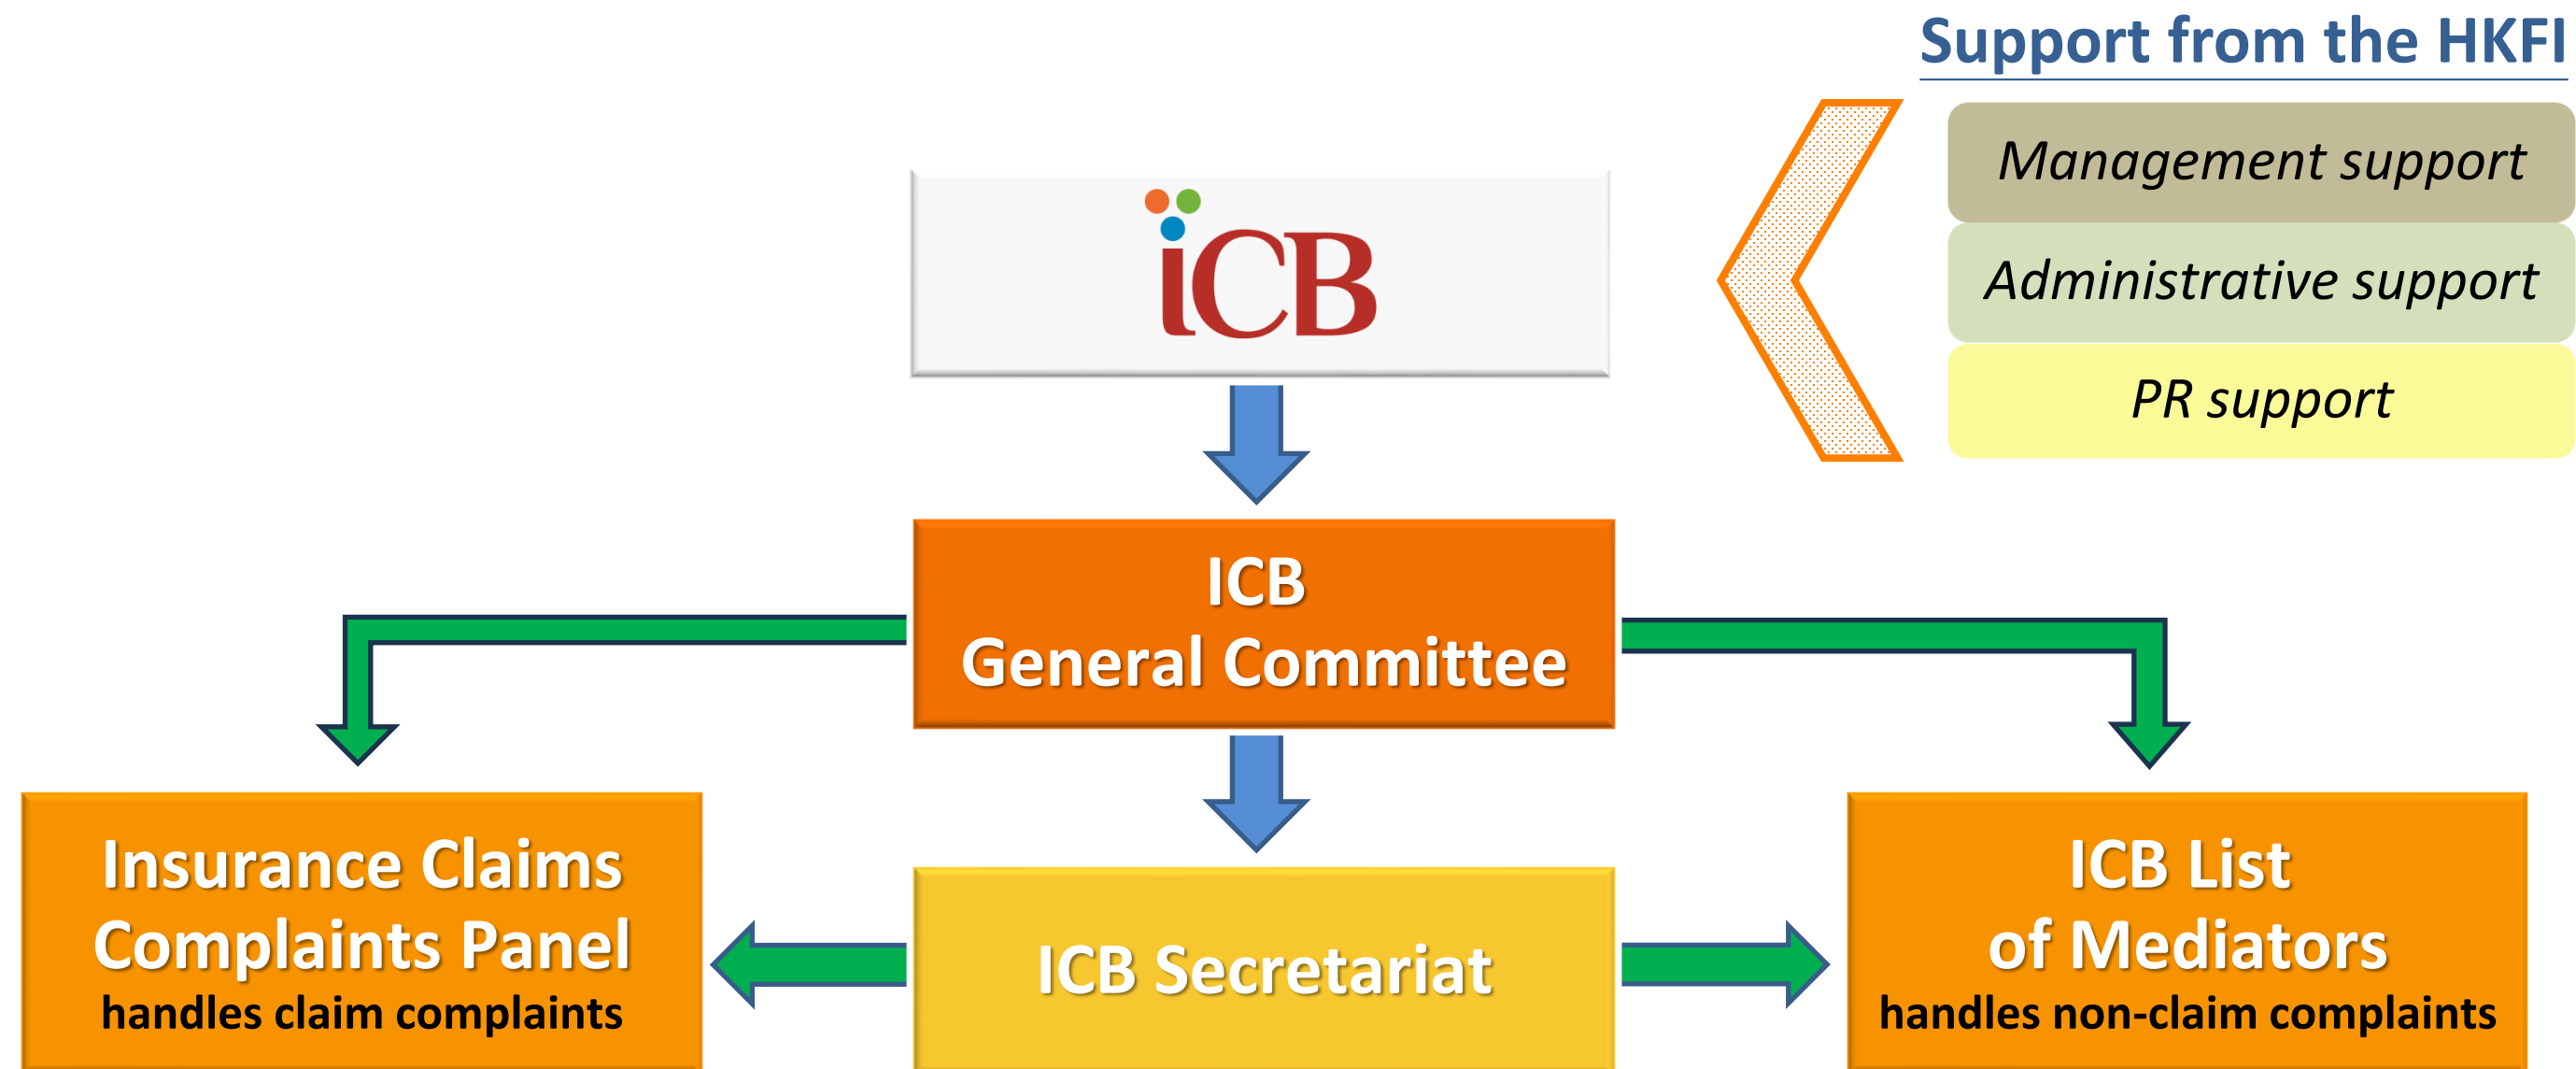 Support from the HKFI
Management support
Administrative support
PR support
iCB
ICB
General Committee
Insurance Claims
Complaints Panel
handles claim complaints
ICB Secretariat
ICB List
of Mediators
handles non-claim complaints